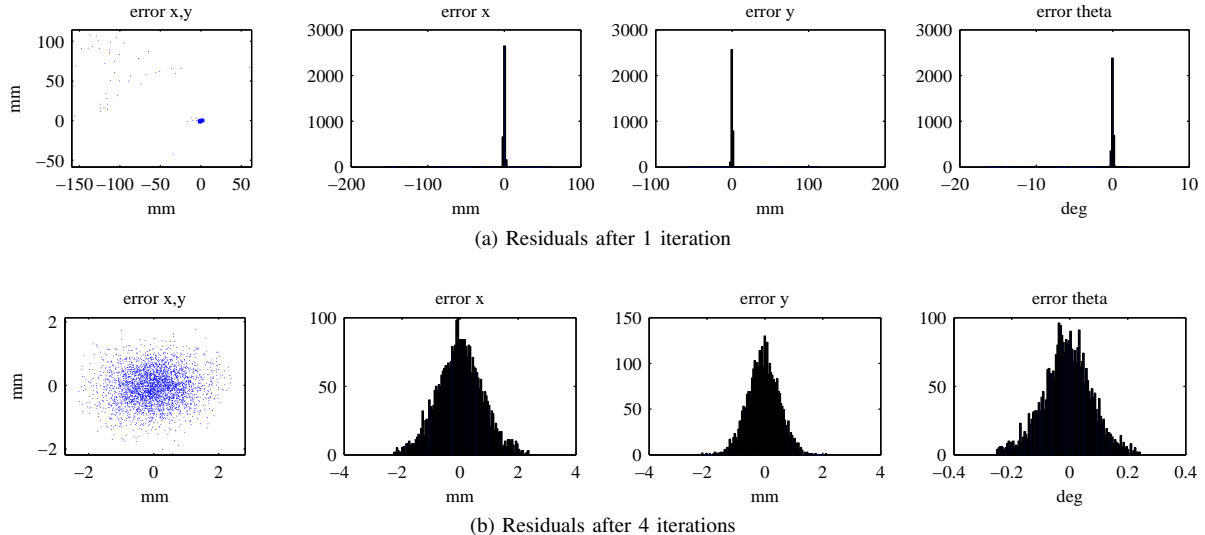 error x,y
error x
error y
error theta
100
50
0
−50
mm
−150 −100 −50 0 50
mm
3000
2000
1000
0
−200 −100 0 100
mm
3000
2000
1000
0
−100 0 100 200
mm
3000
2000
1000
0
−20 −10 0 10
deg
(a) Residuals after 1 iteration
error x,y
error x
error y
error theta
2
0
−2
mm
−2 0 2
mm
100
50
0
−4 −2 0 2 4
mm
150
100
50
0
−4 −2 0 2 4
mm
100
50
0
−0.4 −0.2 0 0.2 0.4
deg
(b) Residuals after 4 iterations